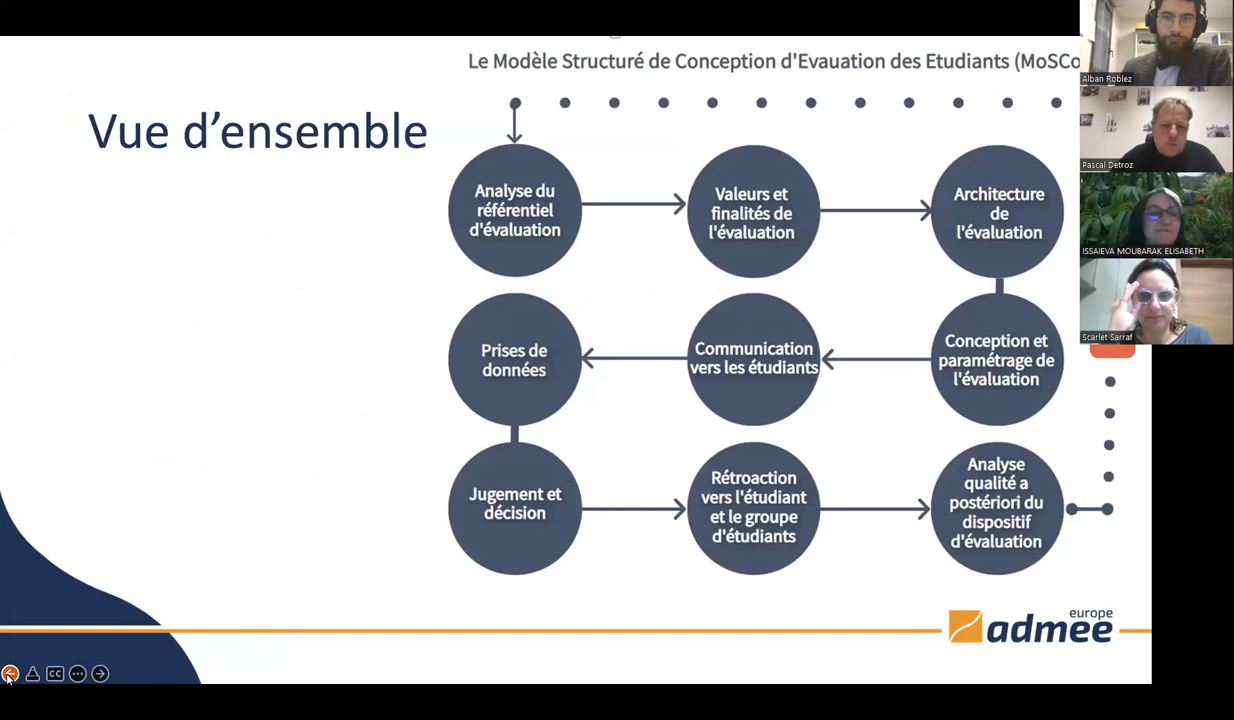 Le Modèle Structuré de Conception d'Evauation des Etudiants (MoSCo
Vue d'ensemble
Analyse du
référentiel
d'évaluation
Valeurs et
finalités de
l'évaluation
Architecture
de
l'évaluation
Prises de
données
Communication
vers les étudiants
Conception et
paramétrage de
l'évaluation
Jugement et
décision
Rétroaction
vers l'étudiant
et le groupe
d'étudiants
Analyse
qualité a
postériori du
dispositif
d'évaluation
europe
admee
CC
Alban Roblez
Pascal Detroz
ISSAIEVA MOUBARAK ELISABETH
Scarlet Sarraf